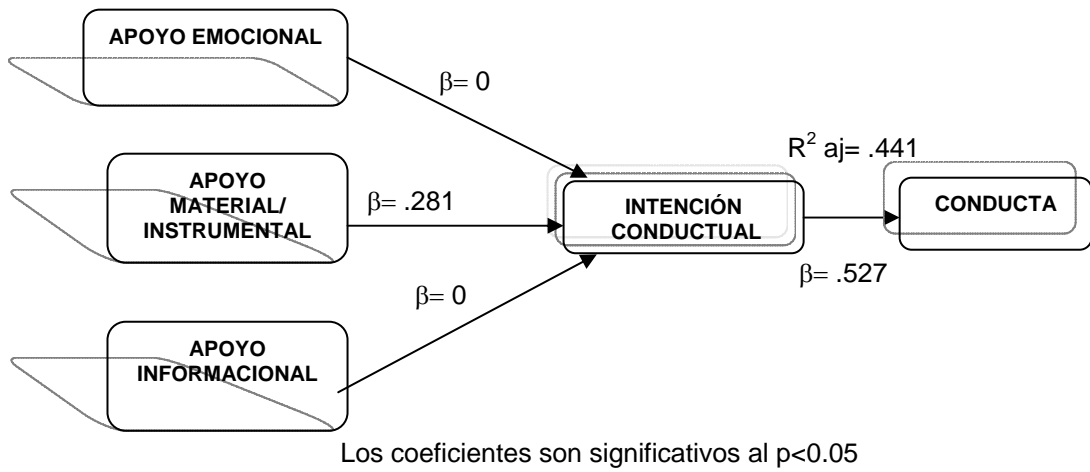 APOYO EMOCIONAL
β= 0
R² aj= .441
APOYO
MATERIAL/
INSTRUMENTAL
β= .281
INTENCIÓN
CONDUCTUAL
CONDUCTA
β= .527
β= 0
APOYO
INFORMACIONAL
Los coeficientes son significativos al p<0.05